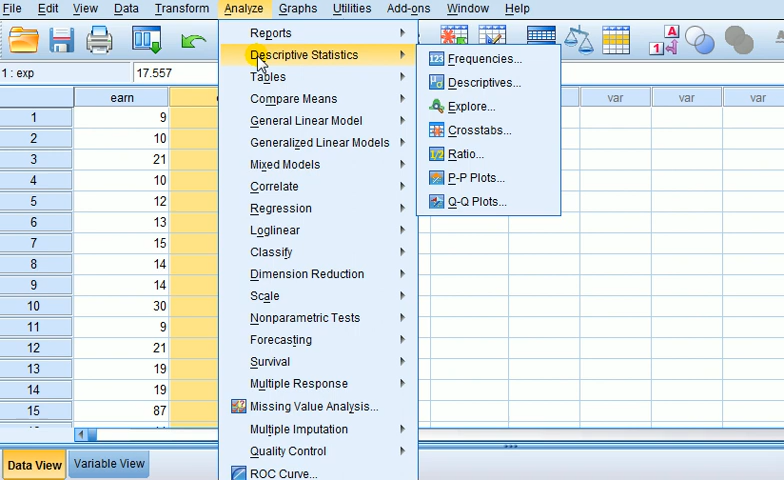 File Edit View Data Transform Analyze Graphs Utilities Add-ons Window Help
1 : exp 17.557
earn
var var var
1 9
2 10
3 21
4 10
5 12
6 13
7 15
8 14
9 14
10 30
11 9
12 21
13 19
14 19
15 87
Reports
Descriptive Statistics
Tables
Compare Means
General Linear Model
Generalized Linear Models
Mixed Models
Correlate
Regression
Loglinear
Classify
Dimension Reduction
Scale
Nonparametric Tests
Forecasting
Survival
Multiple Response
Missing Value Analysis...
Multiple Imputation
Quality Control
ROC Curve...
Frequencies...
Descriptives...
Explore...
Crosstabs...
Ratio...
P-P Plots...
Q-Q Plots...
Data View Variable View